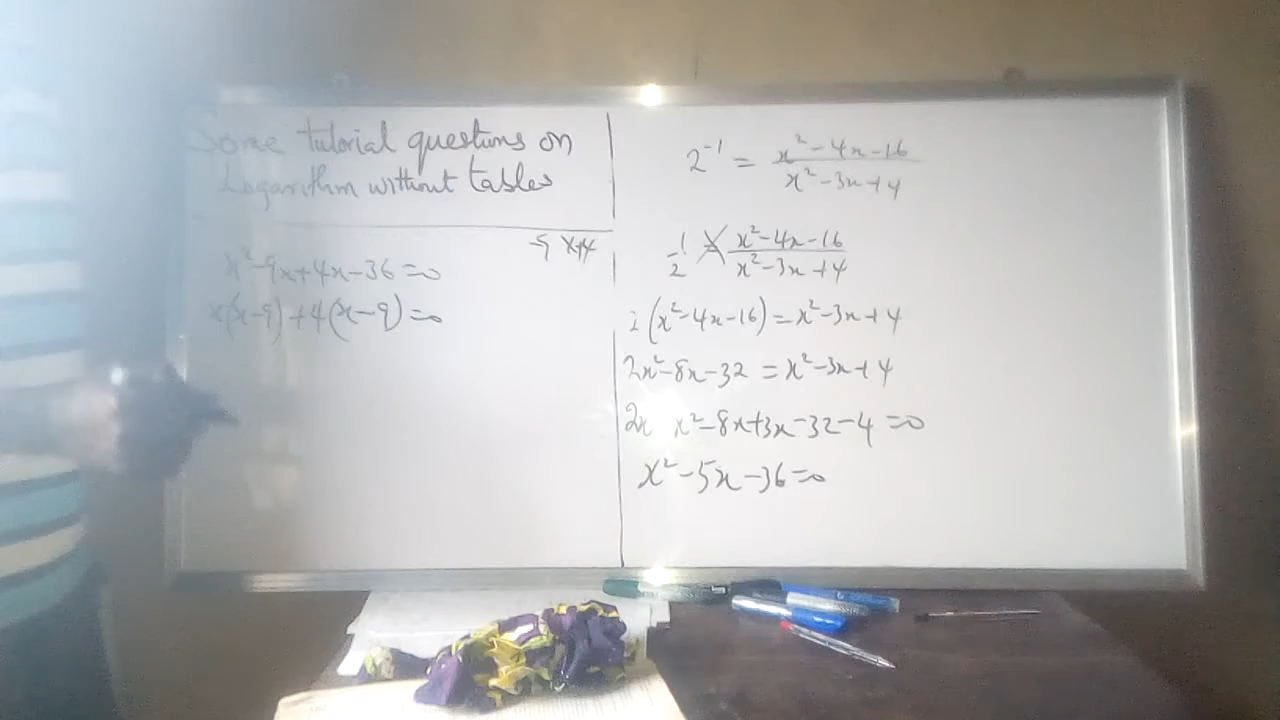 Some tutorial questions on
Logarithm without tables
→ x+4
x²-9x+4x-36=0
x(x-9)+4(x-9)=0
2⁻¹ = x²-4x-16 / x²-3x+4
1/2 = x²-4x-16 / x²-3x+4
2(x²-4x-16)=x²-3x+4
2x²-8x-32 = x²-3x+4
2x x²-8x+3x-32-4=0
x²-5x-36=0